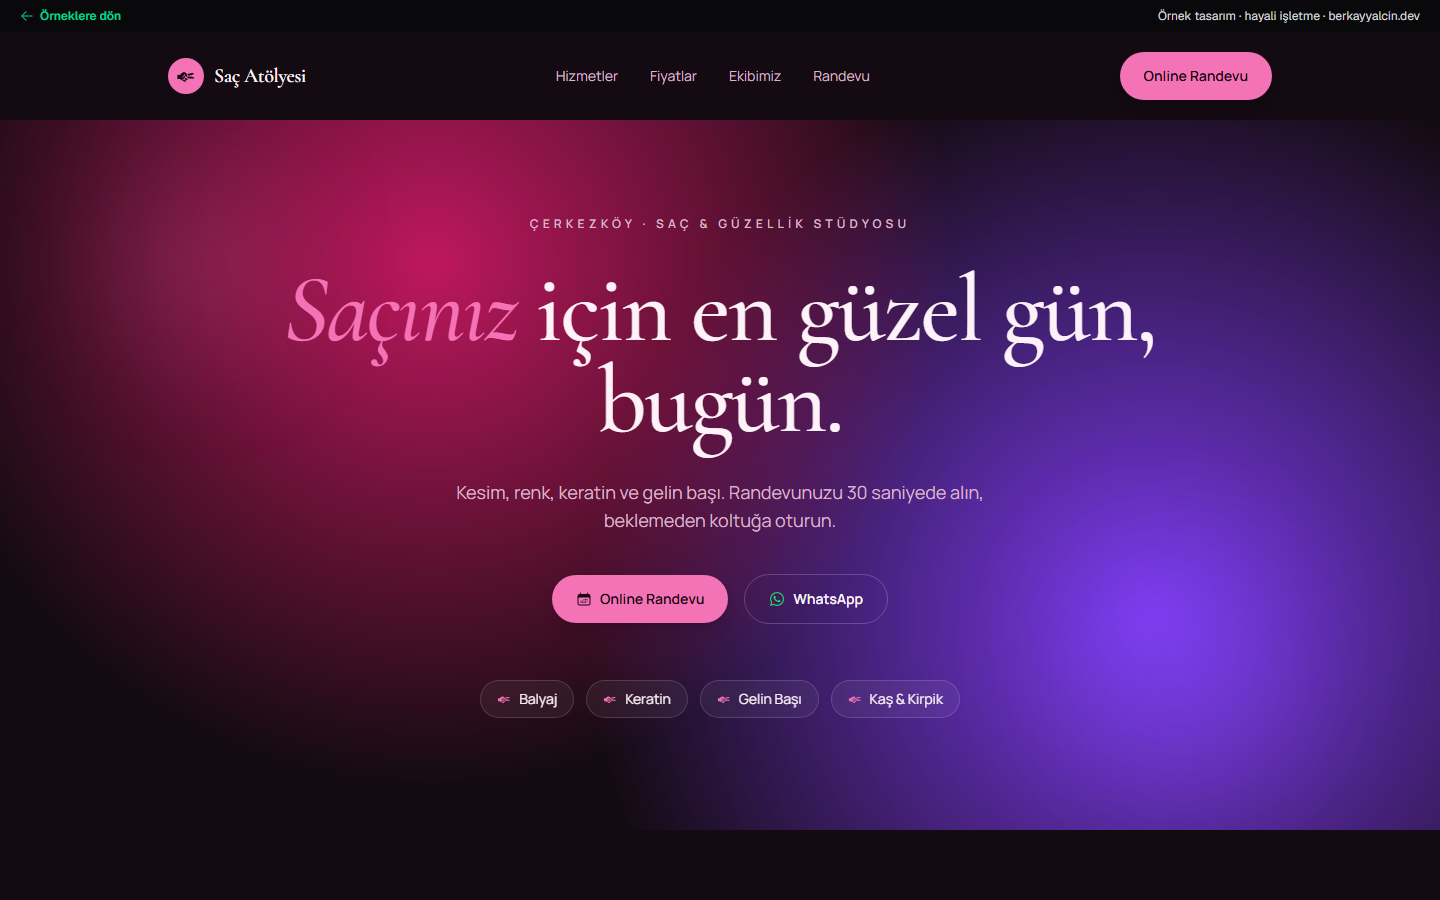 Örneklere dön
Örnek tasarım · hayali işletme · berkayyalcin.dev
Saç Atölyesi
Hizmetler
Fiyatlar
Ekibimiz
Randevu
Online Randevu
ÇERKEZKÖY · SAÇ & GÜZELLİK STÜDYOSU
Saçınız için en güzel gün,
bugün.
Kesim, renk, keratin ve gelin başı. Randevunuzu 30 saniyede alın,
beklemeden koltuğa oturun.
Online Randevu
WhatsApp
Balyaj
Keratin
Gelin Başı
Kaş & Kirpik